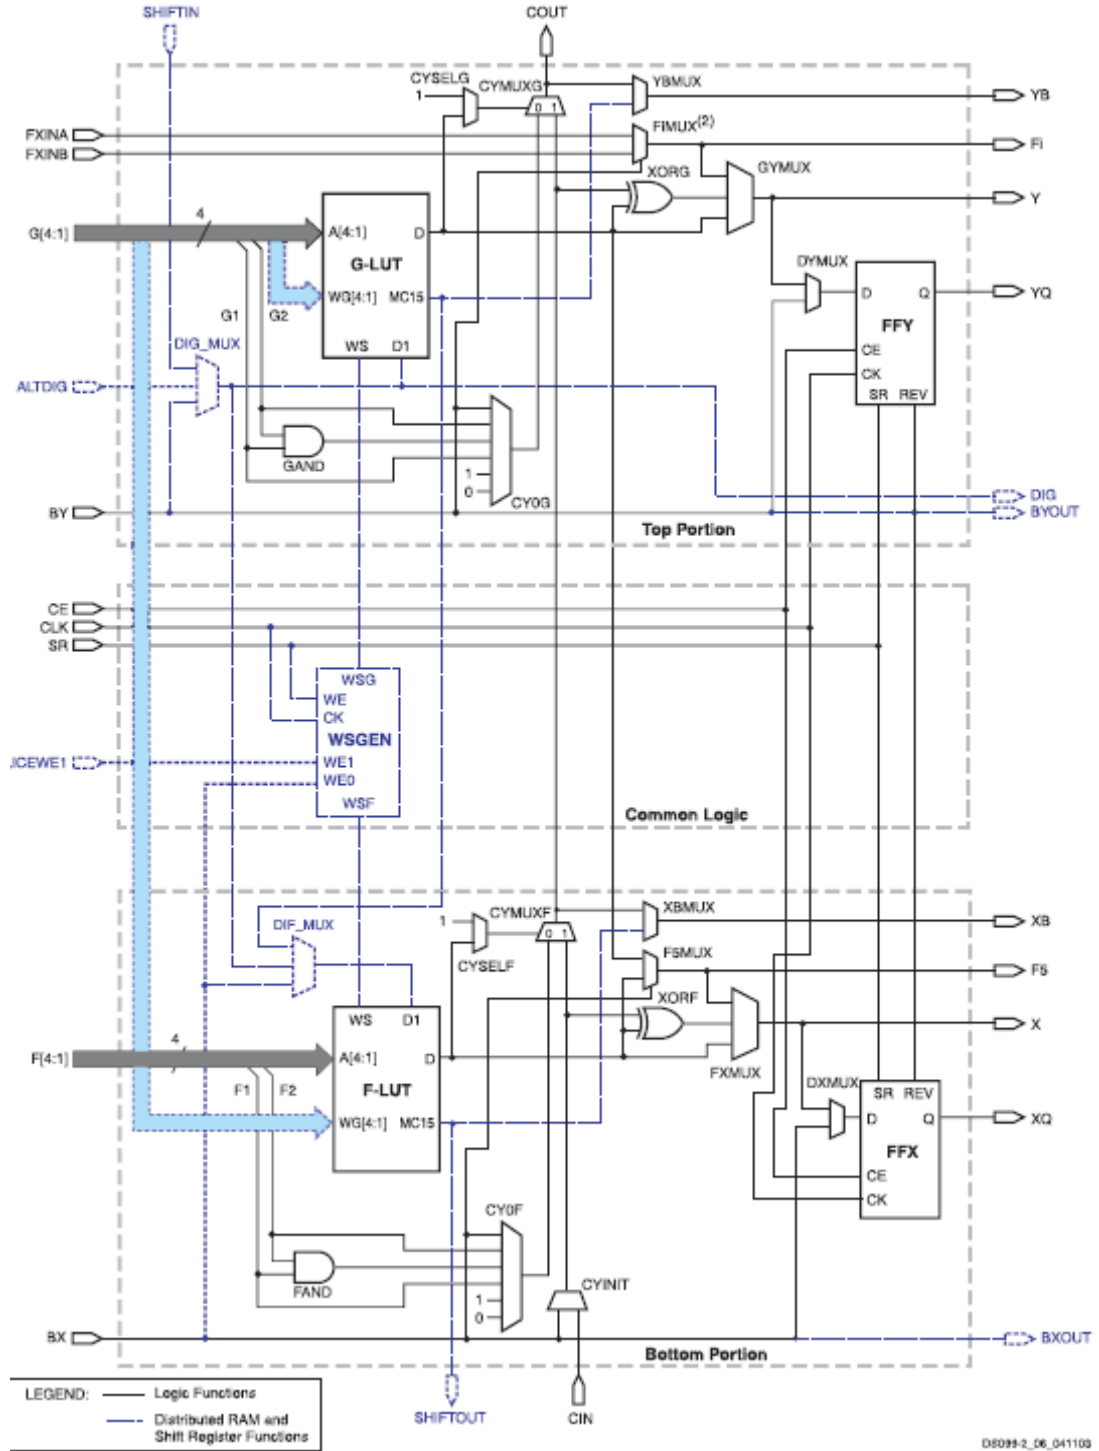 SHIFTIN
COUT
CYSELG
CYMUXG
YBMUX
1
0 1
YB
FXINA
FXINB
FiMUX(2)
Fi
XORG
GYMUX
Y
4
G[4:1]
A[4:1]
D
G-LUT
WG[4:1]
MC15
G1
G2
WS
D1
DYMUX
D
Q
YQ
FFY
CE
CK
SR REV
DIG_MUX
ALTDIG
GAND
1
0
CY0G
DIG
BY
BYOUT
Top Portion
CE
CLK
SR
WSG
WE
CK
WSGEN
ICEWE1
WE1
WE0
WSF
Common Logic
1
CYMUXF
0 1
XBMUX
XB
DIF_MUX
CYSELF
F5MUX
F5
XORF
X
WS
D1
4
F[4:1]
A[4:1]
D
F-LUT
FXMUX
F1
F2
WG[4:1]
MC15
DXMUX
SR REV
D
Q
XQ
FFX
CE
CK
CY0F
FAND
1
0
CYINIT
BX
BXOUT
Bottom Portion
LEGEND:
Logic Functions
Distributed RAM and
Shift Register Functions
SHIFTOUT
CIN
DS099-2_06_041103